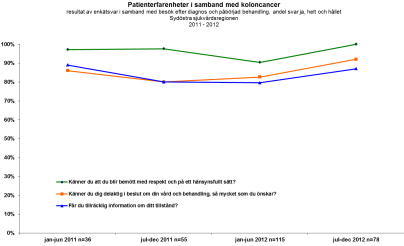 Patienterfarenheter i samband med koloncancer
resultat av enkätsvar i samband med besök efter diagnos och påbörjad behandling, andel svar ja, helt och hållet
Sydöstra sjukvårdsregionen
2011 - 2012
100%
90%
80%
70%
60%
50%
40%
30%
20%
10%
0%
Känner du att du blir bemött med respekt och på ett hänsynsfullt sätt?
Känner du dig delaktig i beslut om din vård och behandling, så mycket som du önskar?
Får du tillräcklig information om ditt tillstånd?
jan-jun 2011 n=36
jul-dec 2011 n=55
jan-jun 2012 n=115
jul-dec 2012 n=78